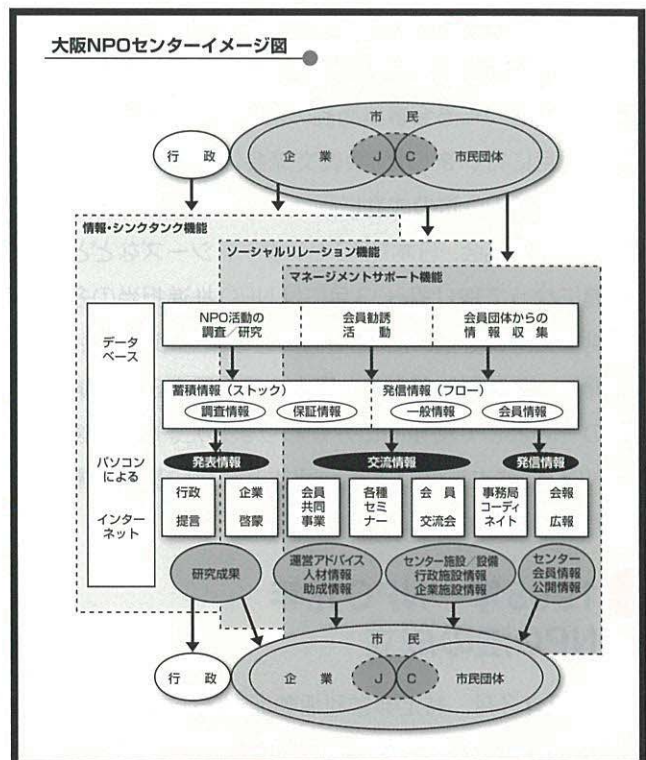 大阪NPOセンターイメージ図
市 民
行 政
企 業
J C
市民団体
情報・シンクタンク機能
ソーシャルリレーション機能
マネージメントサポート機能
データ
ベース
NPO活動の
調査／研究
会員勧誘
活 動
会員団体からの
情 報 収 集
蓄積情報（ストック）
調査情報
保証情報
発信情報（フロー）
一般情報
会員情報
パソコン
による
インター
ネット
発表情報
交流情報
発信情報
行政
提言
企業
啓蒙
会員
共同
事業
各種
セミ
ナー
会 員
交流会
事務局
コーディ
ネイト
会報
広報
研究成果
運営アドバイス
人材情報
助成情報
センター施設／設備
行政施設情報
企業施設情報
センター
会員情報
公開情報
市 民
行 政
企 業
J C
市民団体